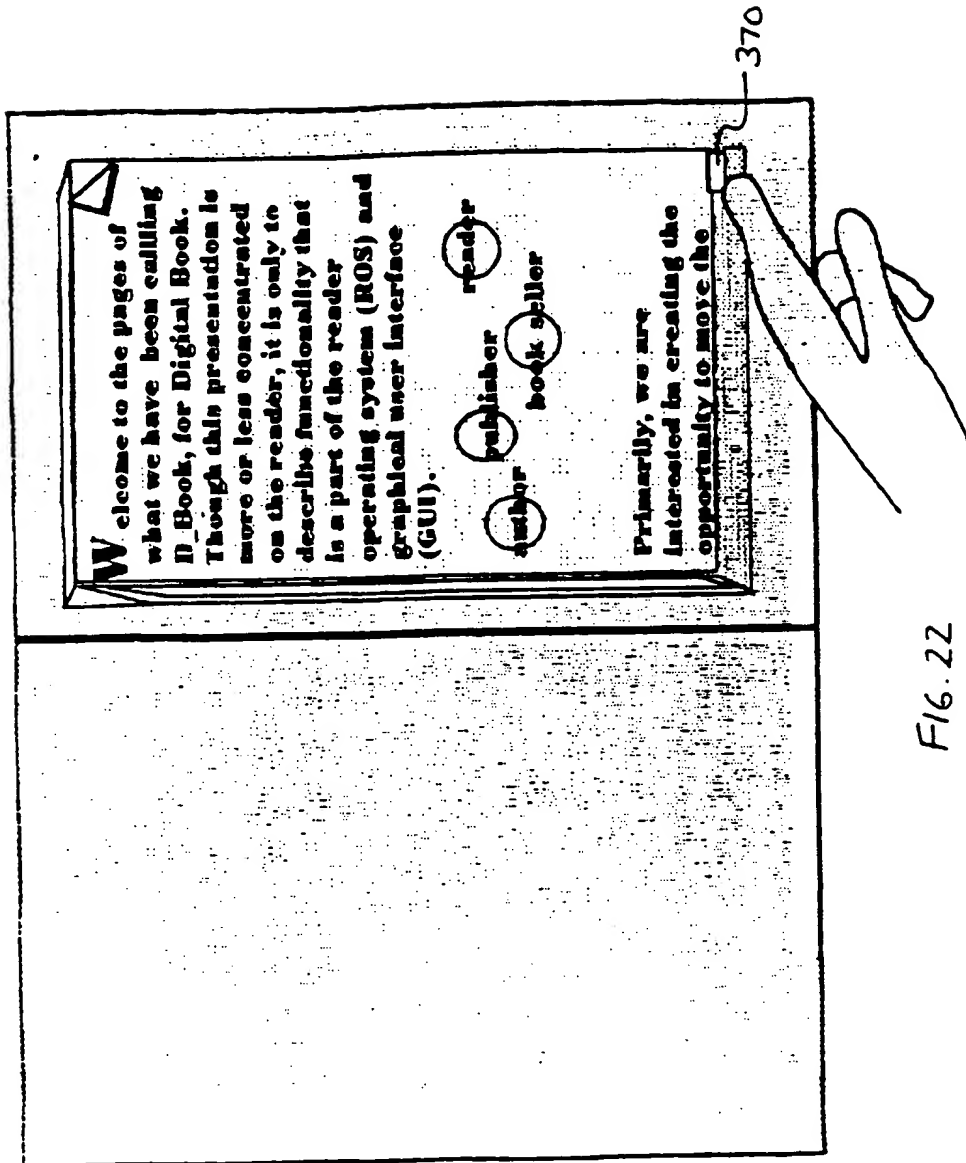 Welcome to the pages of
what we have been callling
D_Book, for Digital Book.
Though this presentation is
more or less concentrated
on the reader, it is only to
describe functionality that
is a part of the reader
operating system (ROS) and
graphical user interface
(GUI).
author
publisher
book seller
reader
Primarily, we are
interested in creating the
opportunity to move the
370
FIG. 22